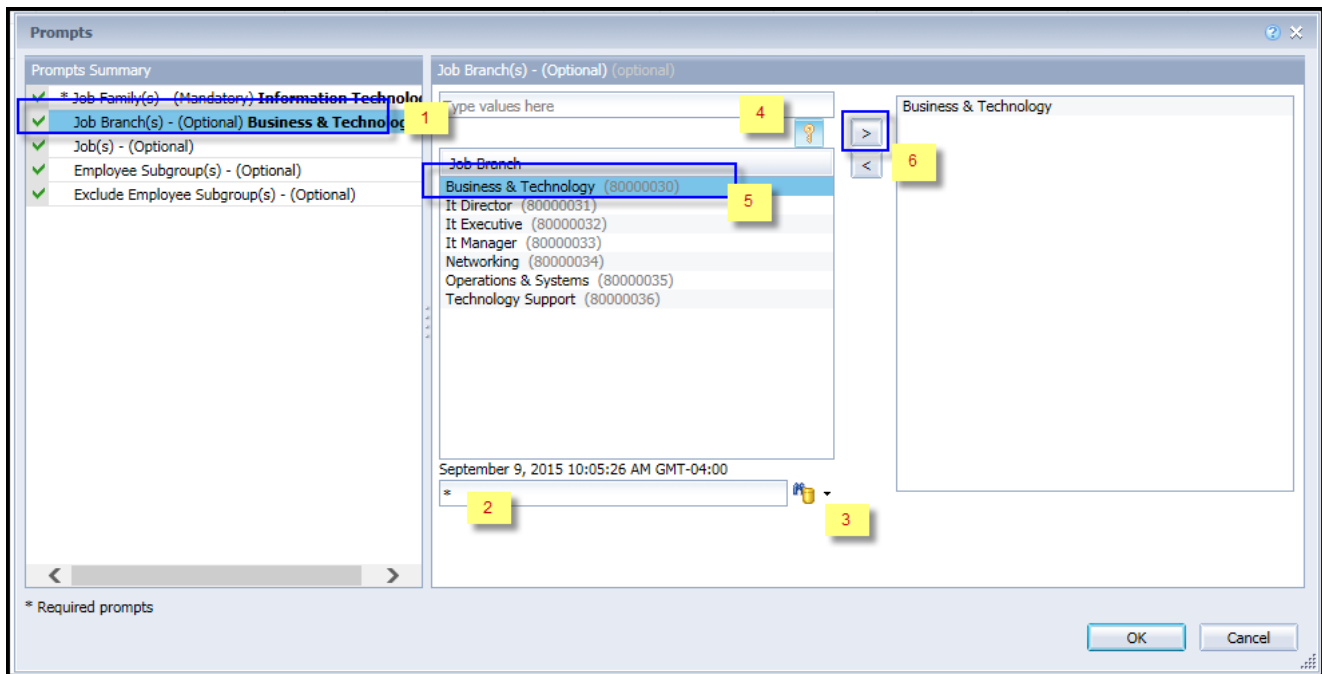 Prompts
Prompts Summary
* Job Family(s) - (Mandatory) Information Technolo
Job Branch(s) - (Optional) Business & Technolog
1
Job(s) - (Optional)
Employee Subgroup(s) - (Optional)
Exclude Employee Subgroup(s) - (Optional)
Job Branch(s) - (Optional) (optional)
Type values here
4
Job Branch
Business & Technology (80000030)
5
It Director (80000031)
It Executive (80000032)
It Manager (80000033)
Networking (80000034)
Operations & Systems (80000035)
Technology Support (80000036)
September 9, 2015 10:05:26 AM GMT-04:00
*
2
3
>
<
6
Business & Technology
* Required prompts
OK
Cancel